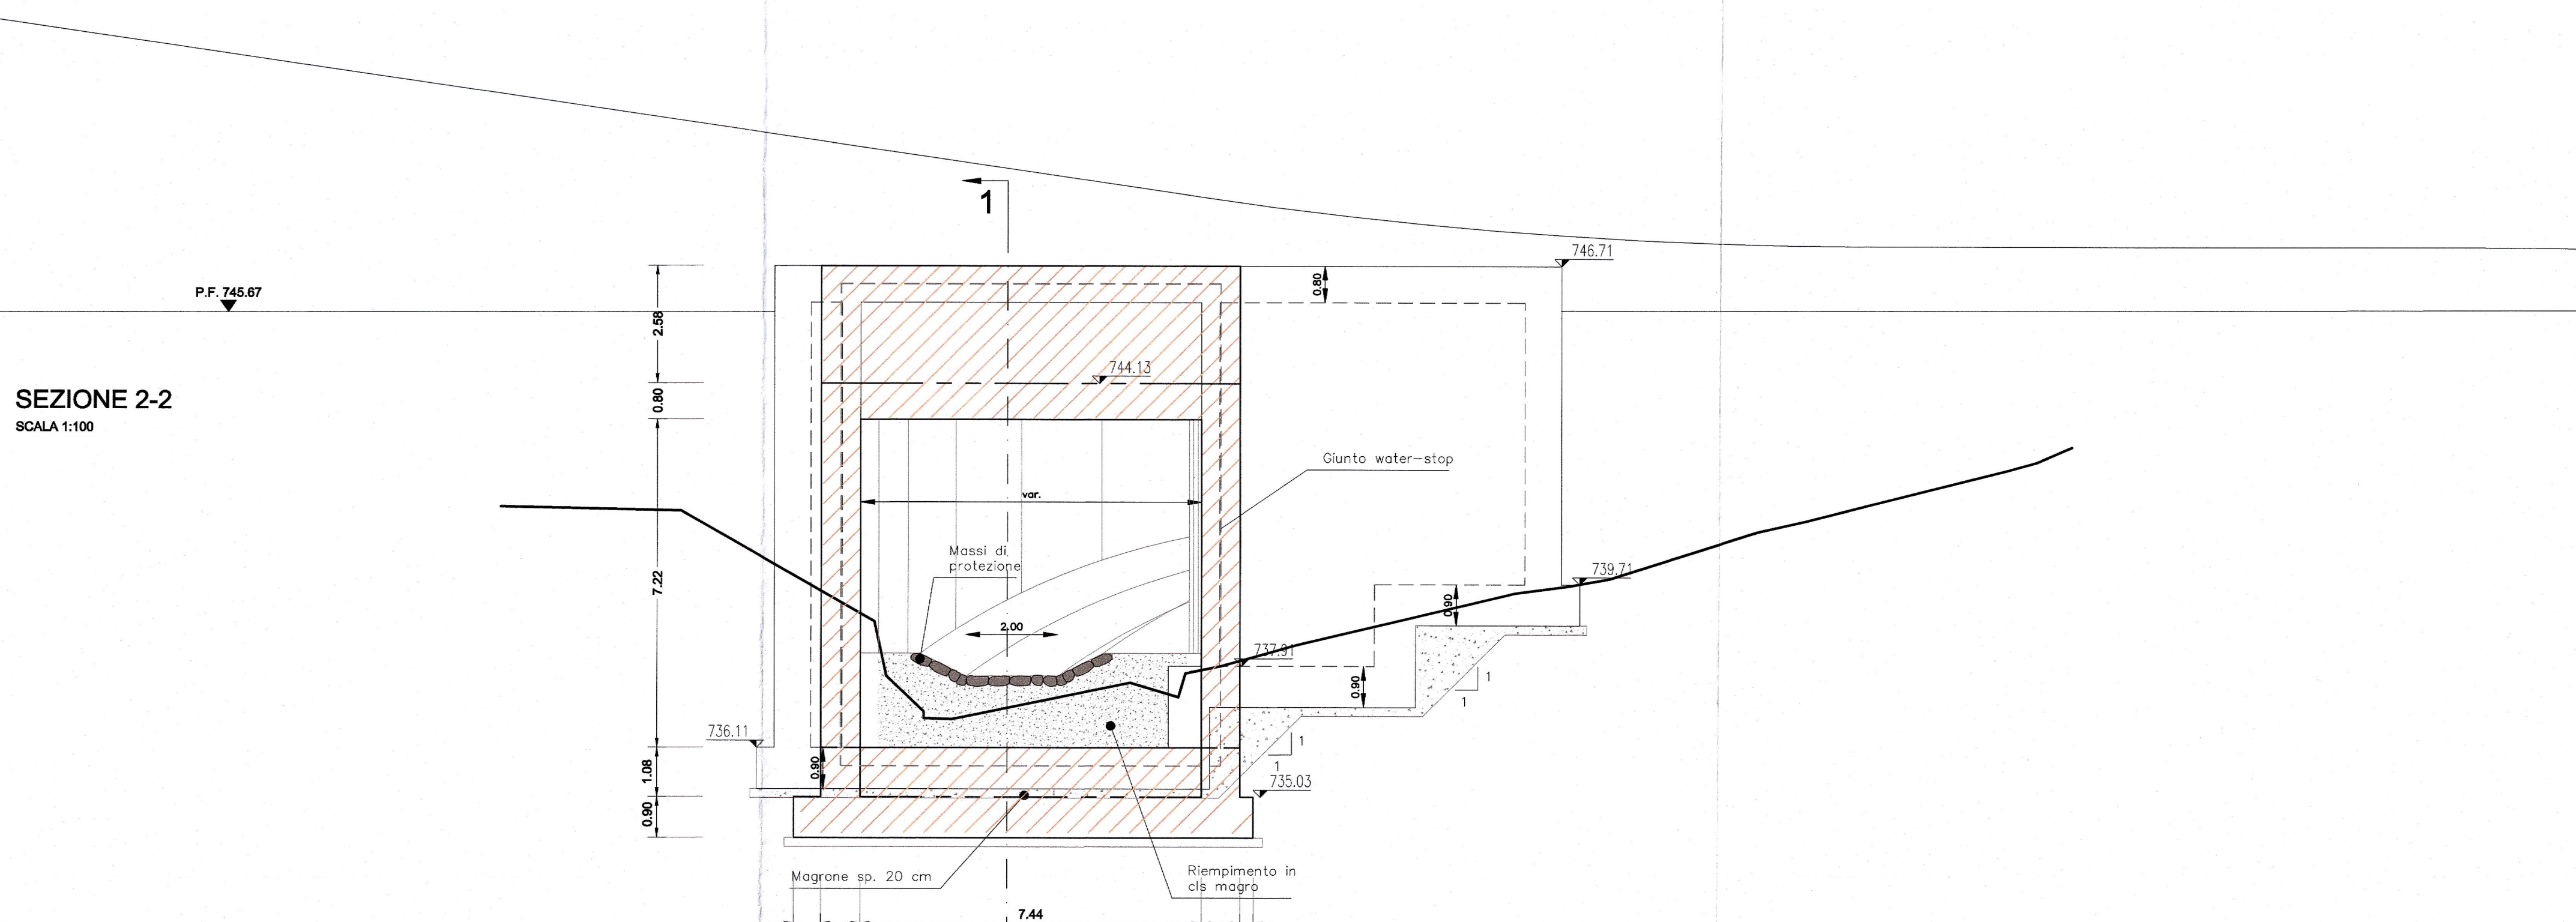 1
746.71
0.80
P.F. 745.67
2.58
744.13
SEZIONE 2-2
SCALA 1:100
0.80
Giunto water-stop
var.
Massi di
protezione
7.22
739.71
0.90
2.00
737.91
0.90
1
1
736.11
1
1
0.90
1.08
735.03
0.90
Magrone sp. 20 cm
Riempimento in
cls magro
7.44